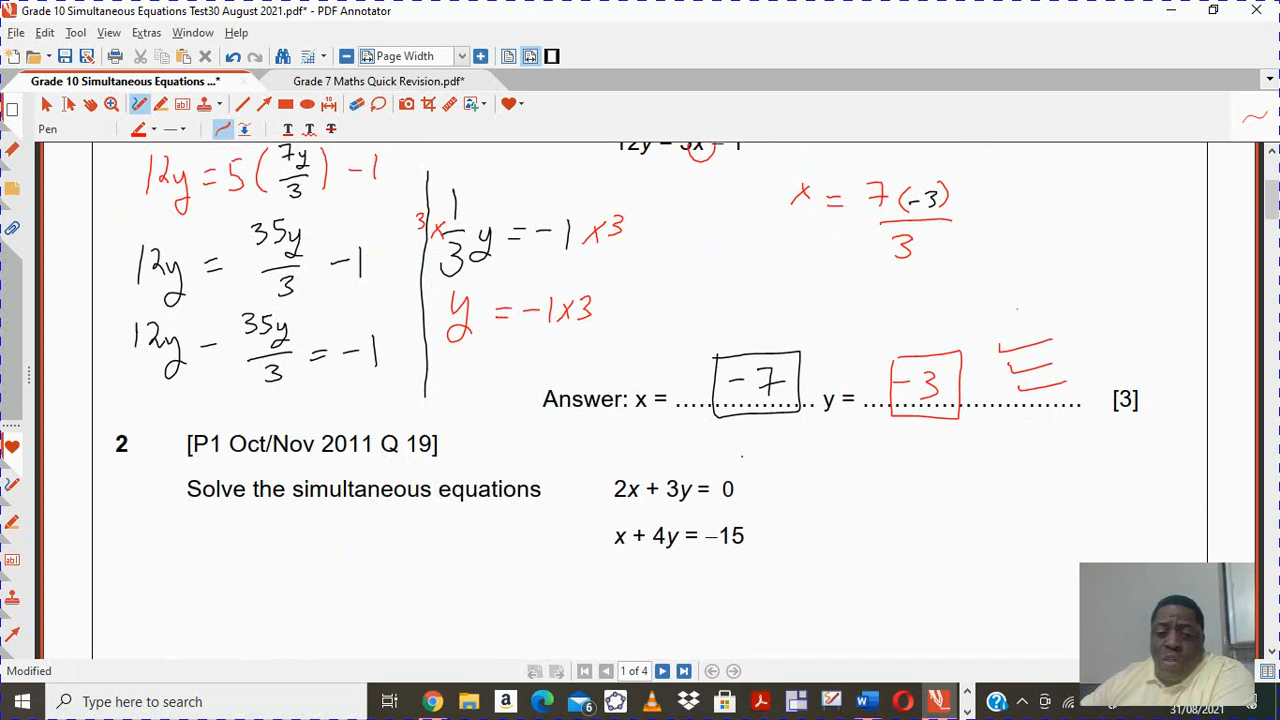 Grade 10 Simultaneous Equations Test30 August 2021.pdf* - PDF Annotator
File Edit Tool View Extras Window Help
Page Width
Grade 10 Simultaneous Equations ...* Grade 7 Maths Quick Revision.pdf*
Pen
12y = 5(7y/3) -1
12y = 35y/3 -1
12y - 35y/3 = -1
3 x 1/3 y = -1 x3
y = -1x3
x = 7(-3)/3
Answer: x = ...... -7 ...... y = ...... -3 ...... [3]
2 [P1 Oct/Nov 2011 Q 19]
Solve the simultaneous equations 2x + 3y = 0
x + 4y = –15
Modified 1 of 4
Type here to search
6
31/08/2021